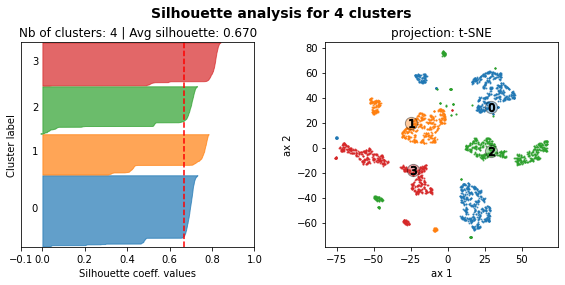 Silhouette analysis for 4 clusters
Nb of clusters: 4 | Avg silhouette: 0.670
Cluster label
3
2
1
0
−0.1 0.0 0.2 0.4 0.6 0.8 1.0
Silhouette coeff. values
projection: t-SNE
ax 2
80
60
40
20
0
−20
−40
−60
0
1
2
3
−75 −50 −25 0 25 50
ax 1